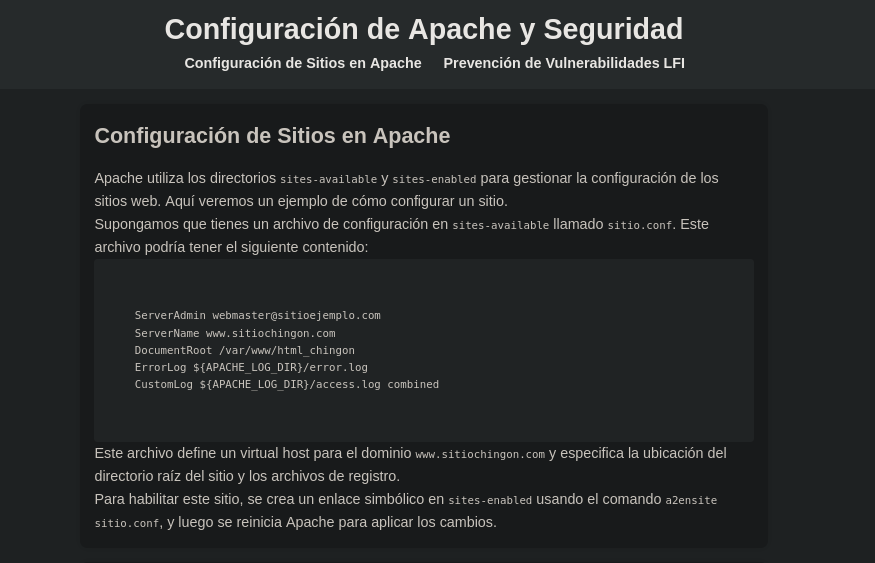 Configuración de Apache y Seguridad
Configuración de Sitios en Apache Prevención de Vulnerabilidades LFI
Configuración de Sitios en Apache
Apache utiliza los directorios sites-available y sites-enabled para gestionar la configuración de los
sitios web. Aquí veremos un ejemplo de cómo configurar un sitio.
Supongamos que tienes un archivo de configuración en sites-available llamado sitio.conf. Este
archivo podría tener el siguiente contenido:
ServerAdmin webmaster@sitioejemplo.com
ServerName www.sitiochingon.com
DocumentRoot /var/www/html_chingon
ErrorLog ${APACHE_LOG_DIR}/error.log
CustomLog ${APACHE_LOG_DIR}/access.log combined
Este archivo define un virtual host para el dominio www.sitiochingon.com y especifica la ubicación del
directorio raíz del sitio y los archivos de registro.
Para habilitar este sitio, se crea un enlace simbólico en sites-enabled usando el comando a2ensite
sitio.conf, y luego se reinicia Apache para aplicar los cambios.